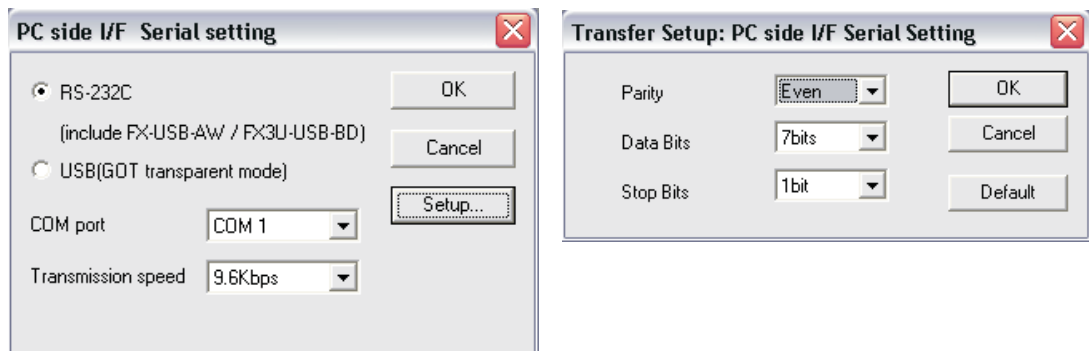 PC side I/F Serial setting
RS-232C
(include FX-USB-AW / FX3U-USB-BD)
USB(GOT transparent mode)
COM port
COM 1
Transmission speed
9.6Kbps
OK
Cancel
Setup...
Transfer Setup: PC side I/F Serial Setting
Parity
Even
Data Bits
7bits
Stop Bits
1bit
OK
Cancel
Default